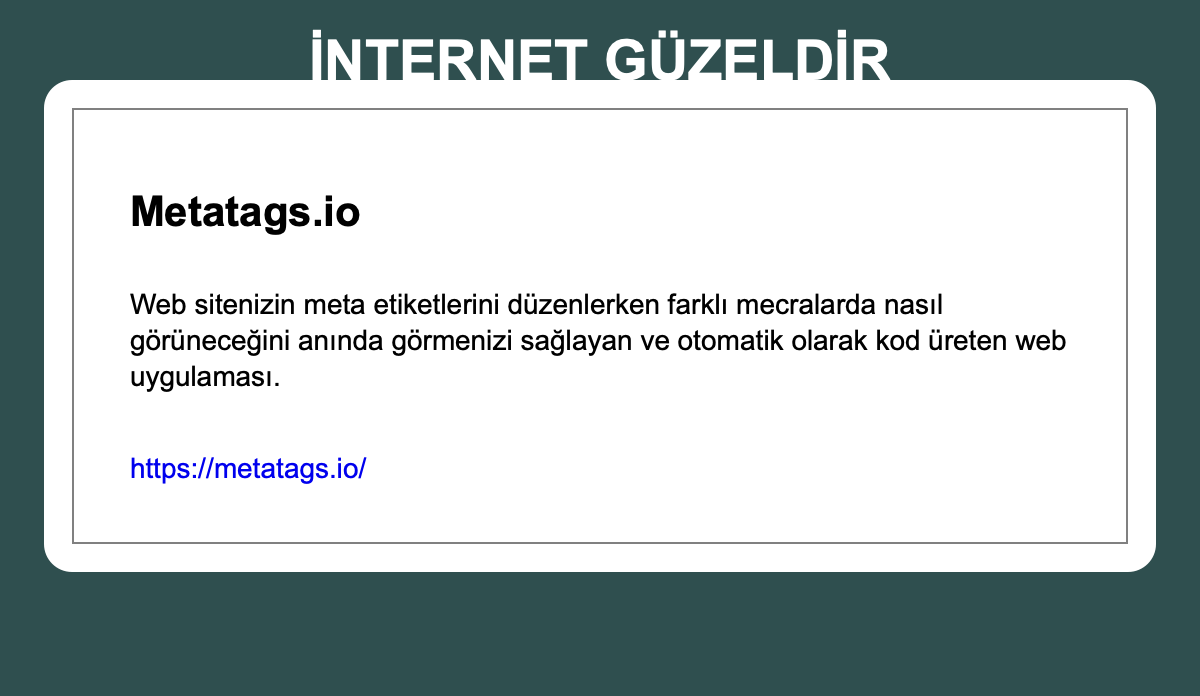 İNTERNET GÜZELDİR
Metatags.io
Web sitenizin meta etiketlerini düzenlerken farklı mecralarda nasıl
görüneceğini anında görmenizi sağlayan ve otomatik olarak kod üreten web
uygulaması.
https://metatags.io/